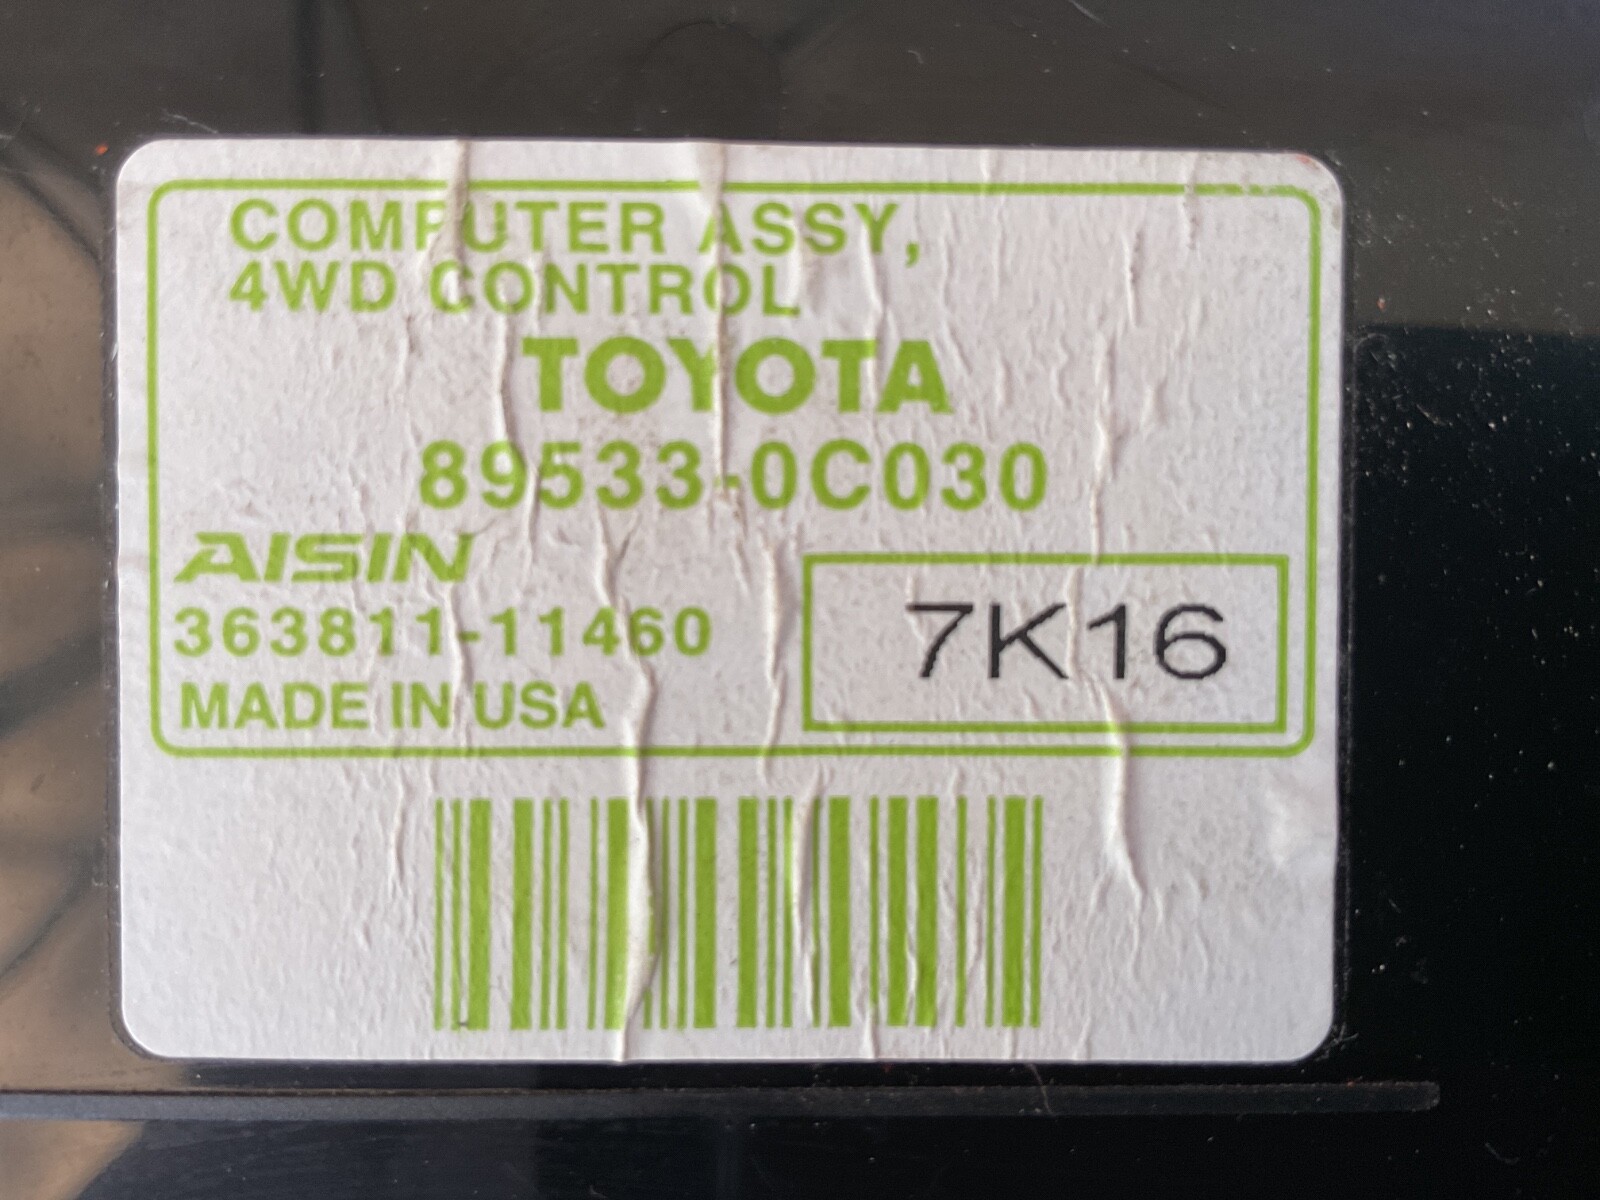 COMPUTER ASSY,
4WD CONTROL
TOYOTA
89533-0C030
AISIN
363811-11460
7K16
MADE IN USA